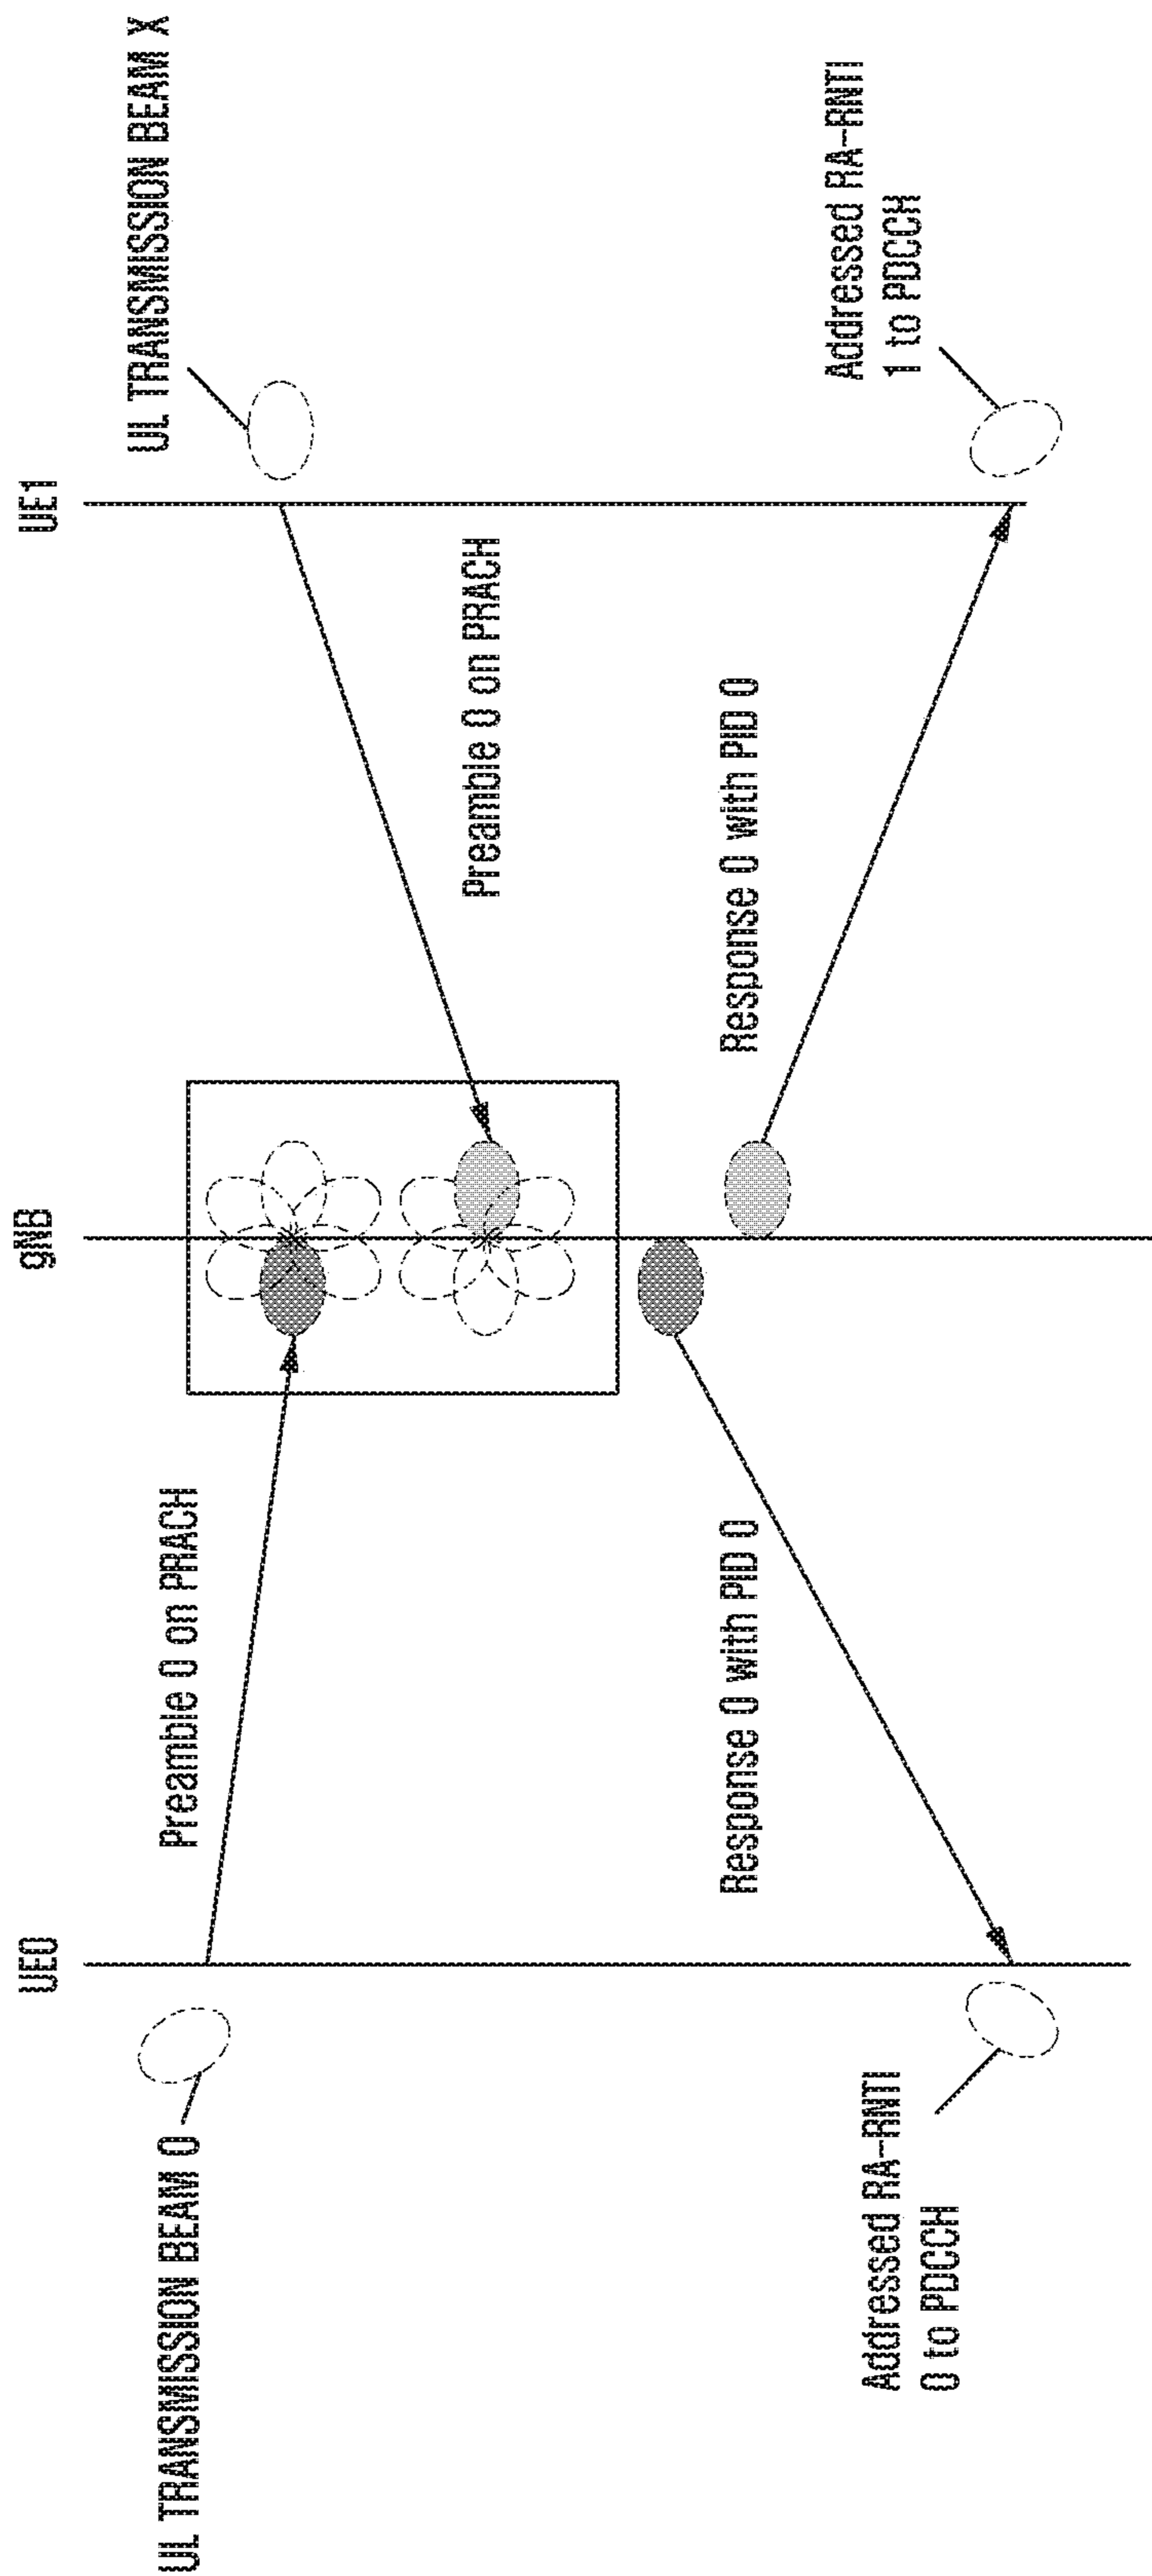 UE0
gNB
UE1
UL TRANSMISSION BEAM 0
Preamble 0 on PRACH
UL TRANSMISSION BEAM X
Preamble 0 on PRACH
Response 0 with PID 0
Response 0 with PID 0
Addressed RA-RNTI
0 to PDCCH
Addressed RA-RNTI
1 to PDCCH